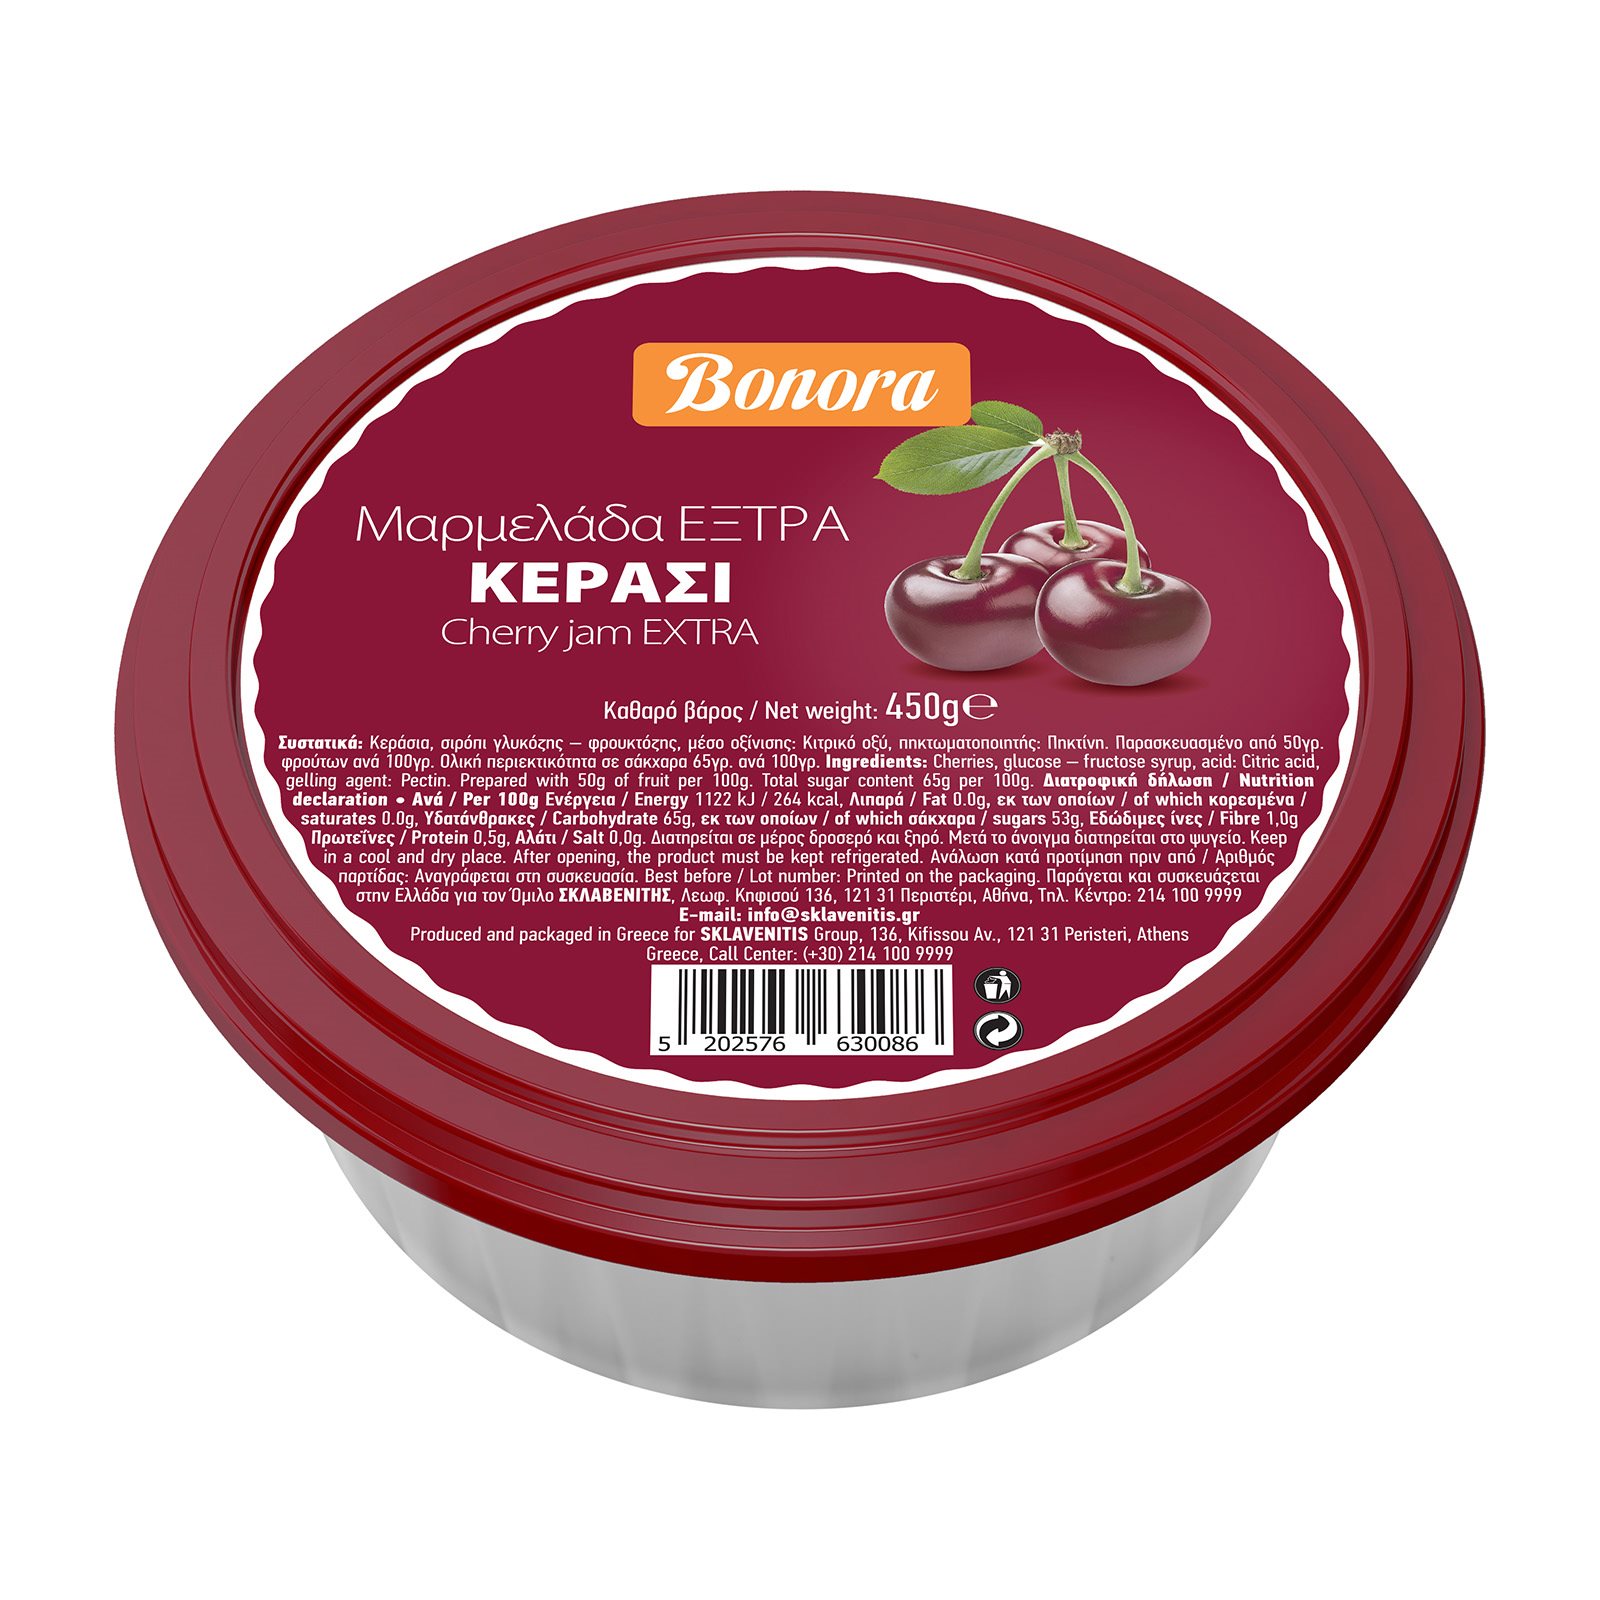 Bonora
Μαρμελάδα ΕΞΤΡΑ
ΚΕΡΑΣΙ
Cherry jam EXTRA
Καθαρό βάρος / Net weight: 450g℮
Συστατικά: Κεράσια, σιρόπι γλυκόζης – φρουκτόζης, μέσο οξίνισης: Κιτρικό οξύ, πηκτωματοποιητής: Πηκτίνη. Παρασκευασμένο από 50γρ.
φρούτων ανά 100γρ. Ολική περιεκτικότητα σε σάκχαρα 65γρ. ανά 100γρ. Ingredients: Cherries, glucose – fructose syrup, acid: Citric acid,
gelling agent: Pectin. Prepared with 50g of fruit per 100g. Total sugar content 65g per 100g. Διατροφική δήλωση / Nutrition
declaration • Ανά / Per 100g Ενέργεια / Energy 1122 kJ / 264 kcal, Λιπαρά / Fat 0.0g, εκ των οποίων / of which κορεσμένα /
saturates 0.0g, Υδατάνθρακες / Carbohydrate 65g, εκ των οποίων / of which σάκχαρα / sugars 53g, Εδώδιμες ίνες / Fibre 1,0g
Πρωτεΐνες / Protein 0,5g, Αλάτι / Salt 0,0g. Διατηρείται σε μέρος δροσερό και ξηρό. Μετά το άνοιγμα διατηρείται στο ψυγείο. Keep
in a cool and dry place. After opening, the product must be kept refrigerated. Ανάλωση κατά προτίμηση πριν από / Αριθμός
παρτίδας: Αναγράφεται στη συσκευασία. Best before / Lot number: Printed on the packaging. Παράγεται και συσκευάζεται
στην Ελλάδα για τον Όμιλο ΣΚΛΑΒΕΝΙΤΗΣ, Λεωφ. Κηφισού 136, 121 31 Περιστέρι, Αθήνα, Τηλ. Κέντρο: 214 100 9999
E-mail: info@sklavenitis.gr
Produced and packaged in Greece for SKLAVENITIS Group, 136, Kifissou Av., 121 31 Peristeri, Athens
Greece, Call Center: (+30) 214 100 9999
5 202576 630086